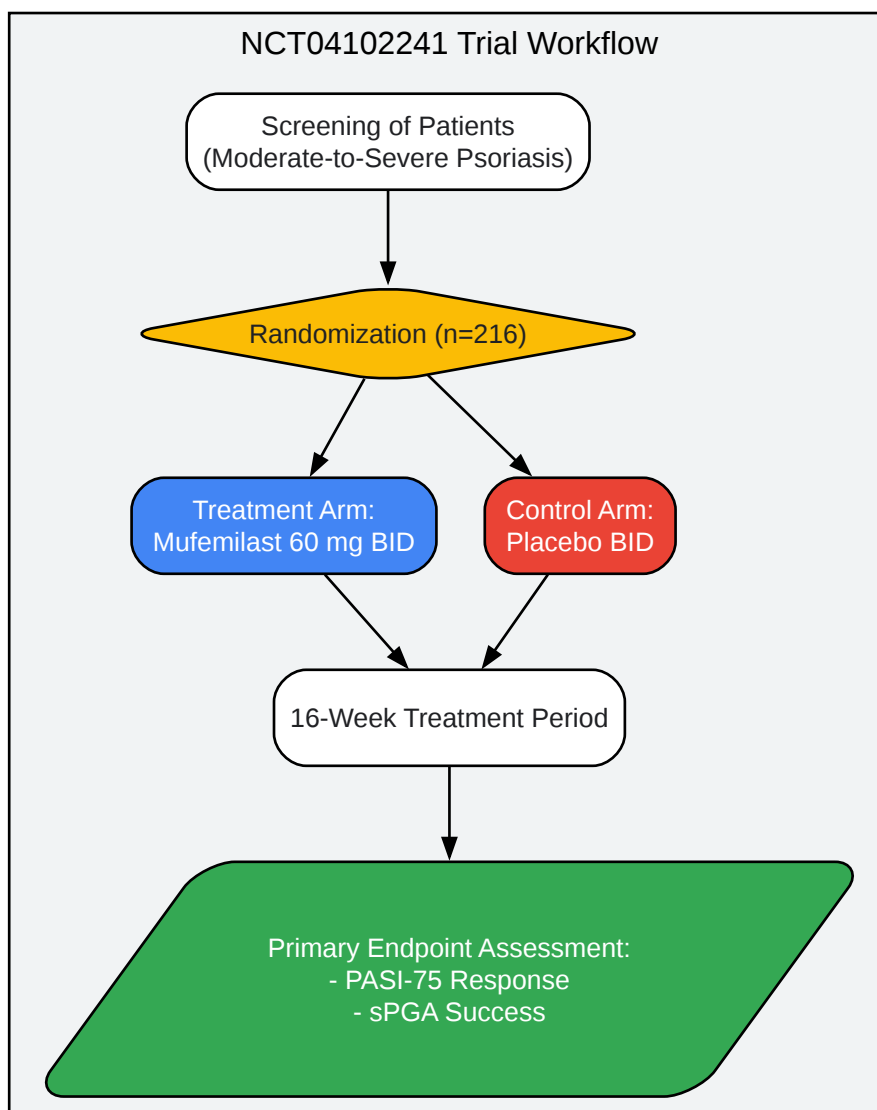 NCT04102241 Trial Workflow
Screening of Patients
(Moderate-to-Severe Psoriasis)
Randomization (n=216)
Treatment Arm:
Mufemilast 60 mg BID
Control Arm:
Placebo BID
16-Week Treatment Period
Primary Endpoint Assessment:
- PASI-75 Response
- sPGA Success